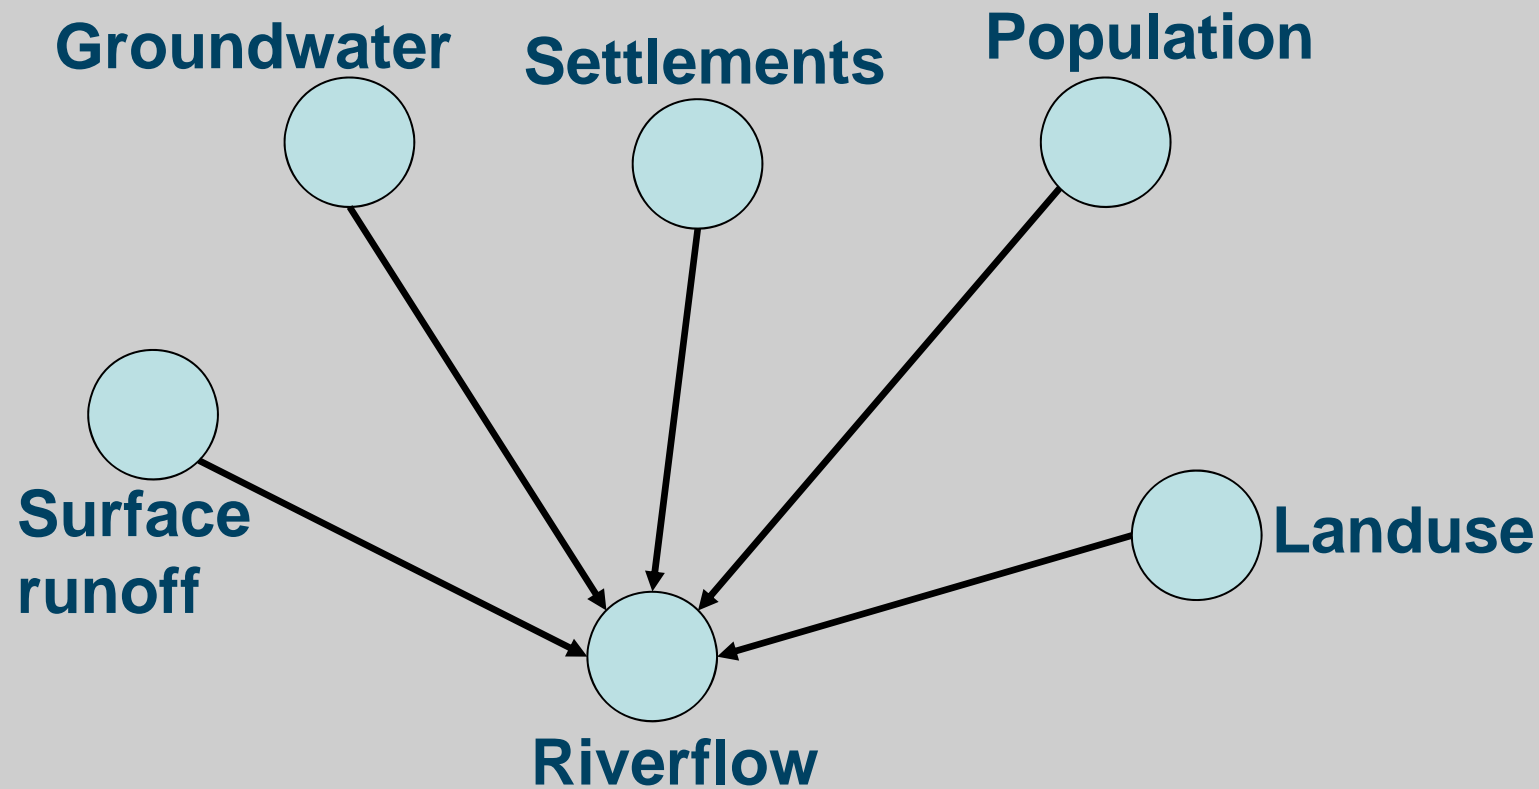 Groundwater
Settlements
Population
Surface
runoff
Landuse
Riverflow